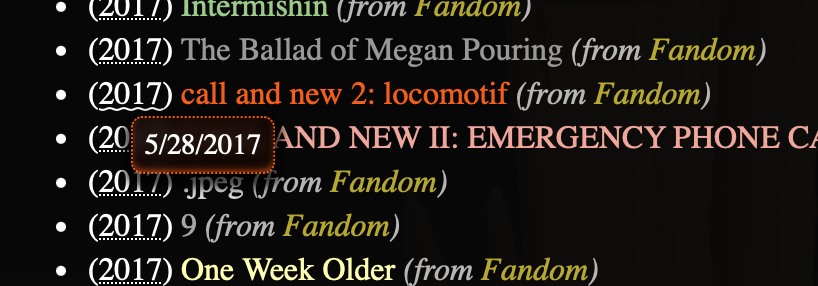 (2017) Intermishin (from Fandom)
(2017) The Ballad of Megan Pouring (from Fandom)
(2017) call and new 2: locomotif (from Fandom)
(20 AND NEW II: EMERGENCY PHONE CA
5/28/2017
(2017) .jpeg (from Fandom)
(2017) 9 (from Fandom)
(2017) One Week Older (from Fandom)